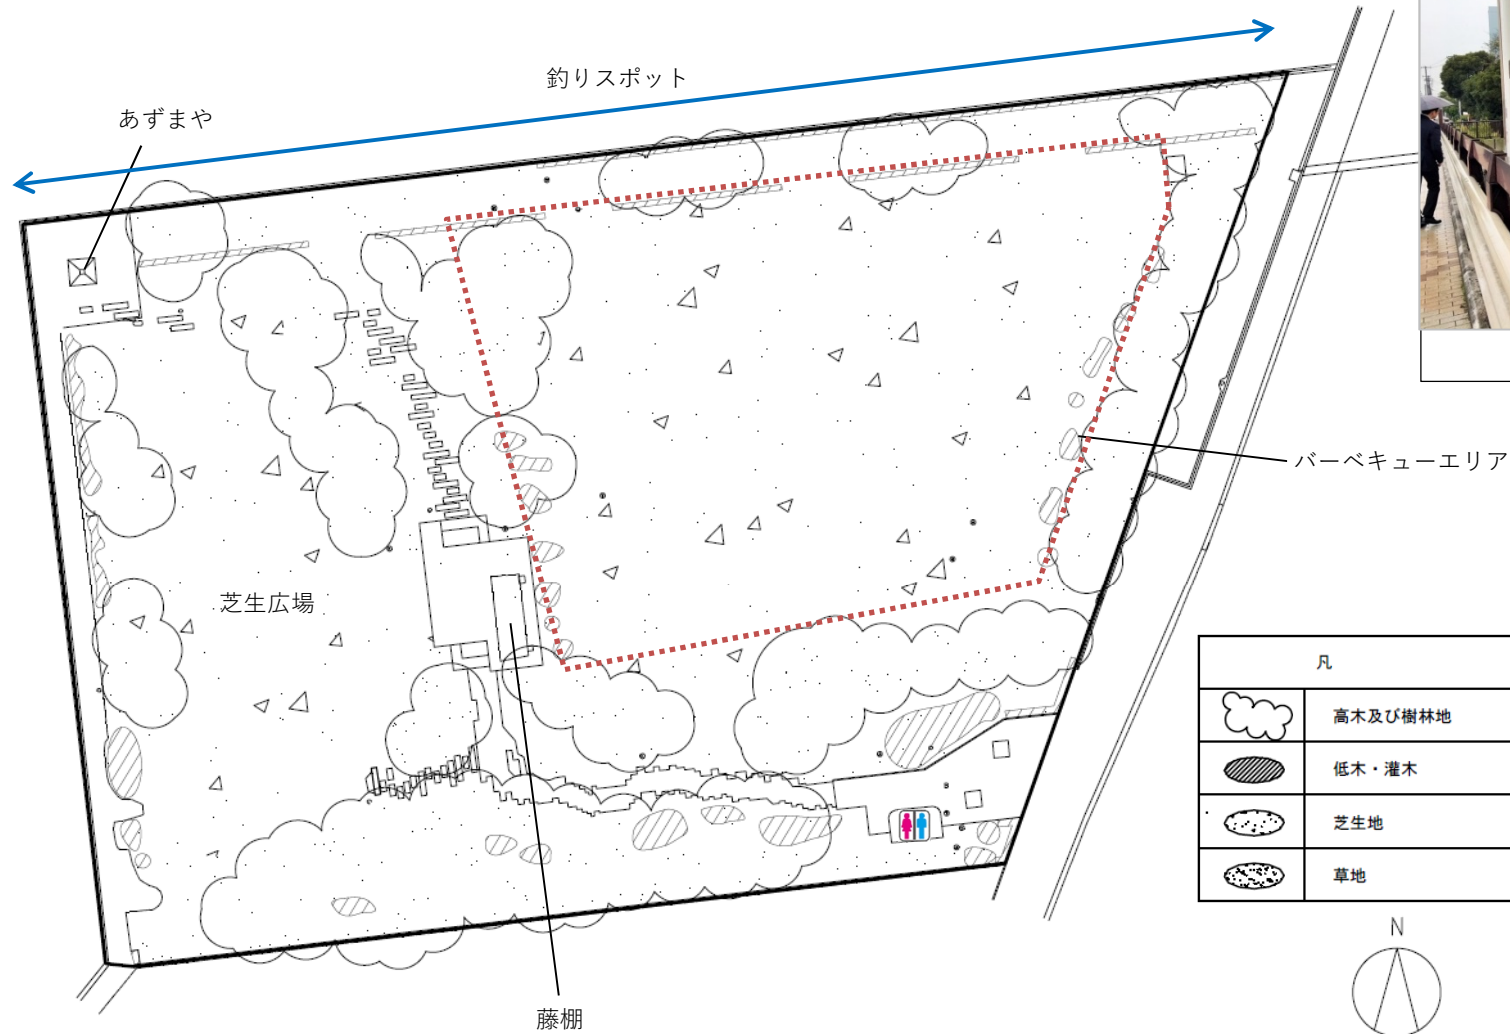 釣りスポット
あずまや
バーベキューエリア
芝生広場
凡
高木及び樹林地
低木・灌木
芝生地
草地
N
藤棚